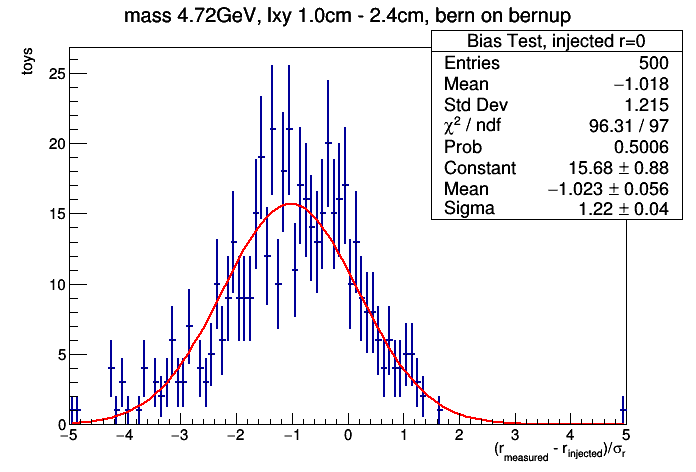 mass 4.72GeV, lxy 1.0cm - 2.4cm, bern on bernup
Bias Test, injected r=0
Entries 500
Mean −1.018
Std Dev 1.215
χ² / ndf 96.31 / 97
Prob 0.5006
Constant 15.68 ± 0.88
Mean −1.023 ± 0.056
Sigma 1.22 ± 0.04
toys
25
20
15
10
5
0
−5 −4 −3 −2 −1 0 1 2 3 4 5
(r_measured - r_injected)/σ_r